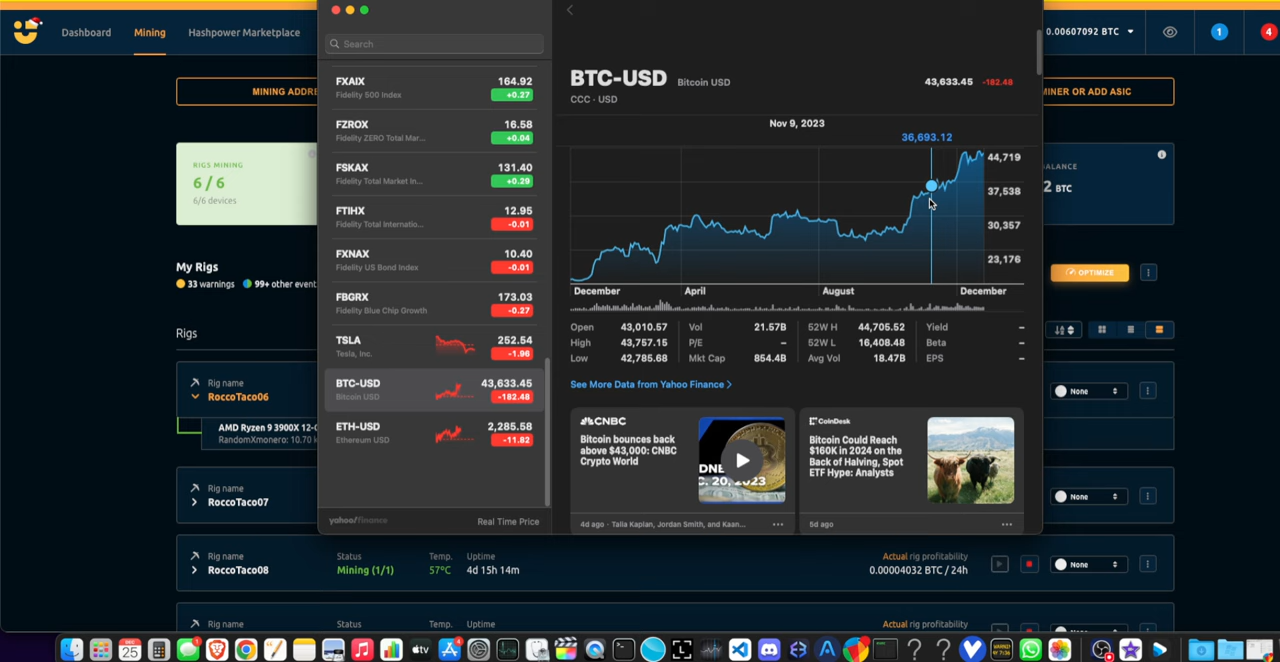 Dashboard
Mining
Hashpower Marketplace
0.00607092 BTC
1
4
MINING ADDRE
MINER OR ADD ASIC
RIGS MINING
6 / 6
6/6 devices
ALANCE
2 BTC
My Rigs
33 warnings
99+ other event
OPTIMIZE
Rigs
Rig name
RoccoTaco06
None
AMD Ryzen 9 3900X 12-C
RandomXmonero: 10.70 k
Rig name
RoccoTaco07
None
Rig name
RoccoTaco08
Status
Mining (1/1)
Temp.
57°C
Uptime
4d 15h 14m
Actual rig profitability
0.00004032 BTC / 24h
None
Rig name
Status
Temp.
Uptime
Actual rig profitability
Search
FXAIX
164.92
Fidelity 500 Index
+0.27
FZROX
16.58
Fidelity ZERO Total Mar...
+0.04
FSKAX
131.40
Fidelity Total Market In...
+0.29
FTIHX
12.95
Fidelity Total Internatio...
-0.01
FXNAX
10.40
Fidelity US Bond Index
-0.01
FBGRX
173.03
Fidelity Blue Chip Growth
-0.27
TSLA
252.54
Tesla, Inc.
-1.96
BTC-USD
43,633.45
Bitcoin USD
-182.48
ETH-USD
2,285.58
Ethereum USD
-11.82
yahoo!finance
Real Time Price
BTC-USD
Bitcoin USD
43,633.45
-182.48
CCC · USD
Nov 9, 2023
36,693.12
44,719
37,538
30,357
23,176
December
April
August
December
Open 43,010.57
Vol 21.57B
52W H 44,705.52
Yield –
High 43,757.15
P/E –
52W L 16,408.48
Beta –
Low 42,785.68
Mkt Cap 854.4B
Avg Vol 18.47B
EPS –
See More Data from Yahoo Finance >
CNBC
Bitcoin bounces back
above $43,000: CNBC
Crypto World
C. 20, 2023
4d ago · Talia Kaplan, Jordan Smith, and Kaan...
CoinDesk
Bitcoin Could Reach
$160K in 2024 on the
Back of Halving, Spot
ETF Hype: Analysts
5d ago
DEC
25
tv